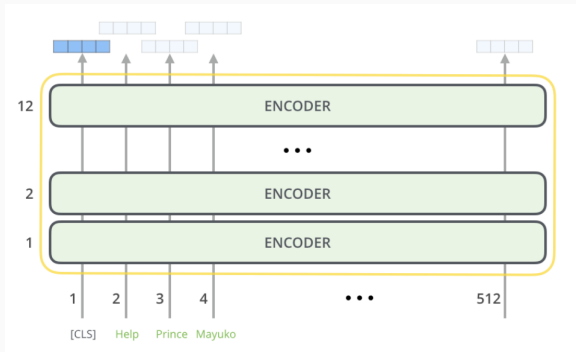 12 ENCODER
...
2 ENCODER
1 ENCODER
1 2 3 4 ... 512
[CLS] Help Prince Mayuko